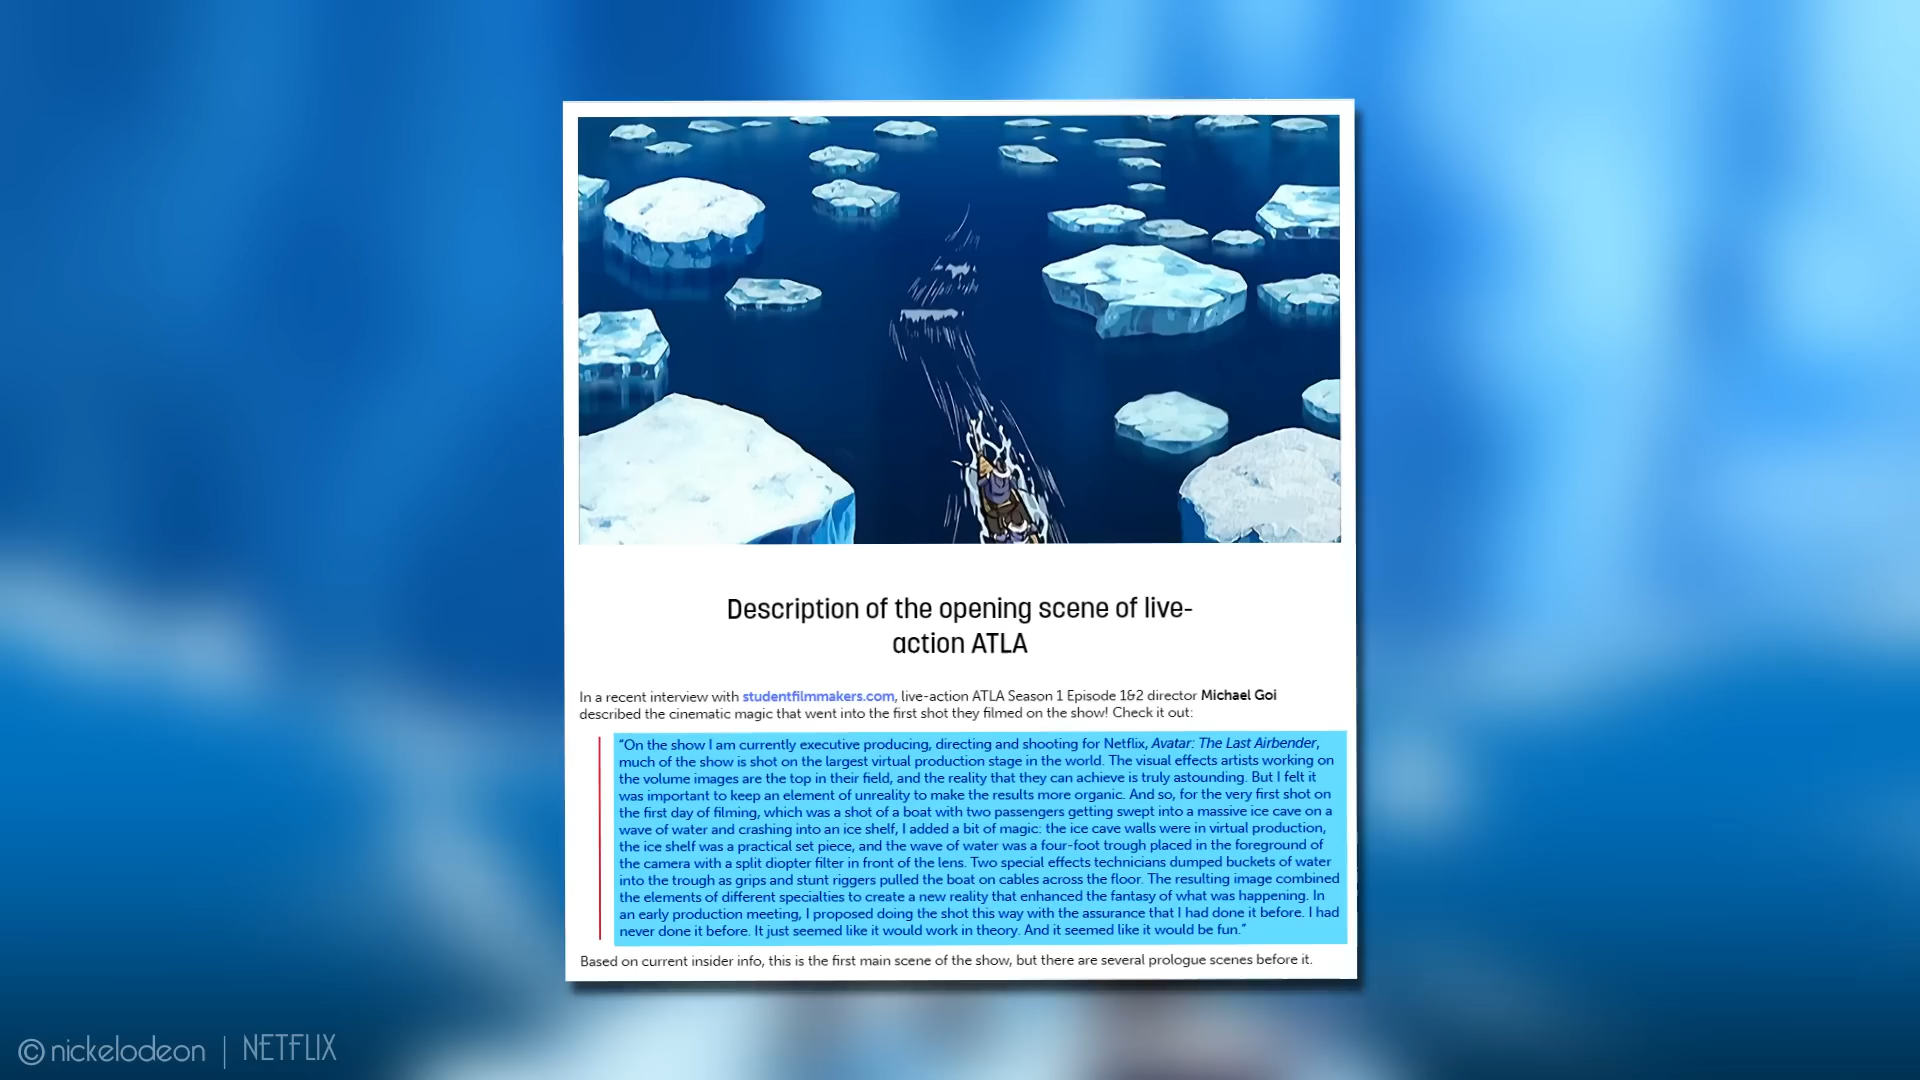 Description of the opening scene of live-
action ATLA
In a recent interview with studentfilmmakers.com, live-action ATLA Season 1 Episode 1&2 director Michael Goi
described the cinematic magic that went into the first shot they filmed on the show! Check it out:
“On the show I am currently executive producing, directing and shooting for Netflix, Avatar: The Last Airbender,
much of the show is shot on the largest virtual production stage in the world. The visual effects artists working on
the volume images are the top in their field, and the reality that they can achieve is truly astounding. But I felt it
was important to keep an element of unreality to make the results more organic. And so, for the very first shot on
the first day of filming, which was a shot of a boat with two passengers getting swept into a massive ice cave on a
wave of water and crashing into an ice shelf, I added a bit of magic: the ice cave walls were in virtual production,
the ice shelf was a practical set piece, and the wave of water was a four-foot trough placed in the foreground of
the camera with a split diopter filter in front of the lens. Two special effects technicians dumped buckets of water
into the trough as grips and stunt riggers pulled the boat on cables across the floor. The resulting image combined
the elements of different specialties to create a new reality that enhanced the fantasy of what was happening. In
an early production meeting, I proposed doing the shot this way with the assurance that I had done it before. I had
never done it before. It just seemed like it would work in theory. And it seemed like it would be fun.”
Based on current insider info, this is the first main scene of the show, but there are several prologue scenes before it.
© nickelodeon | NETFLIX